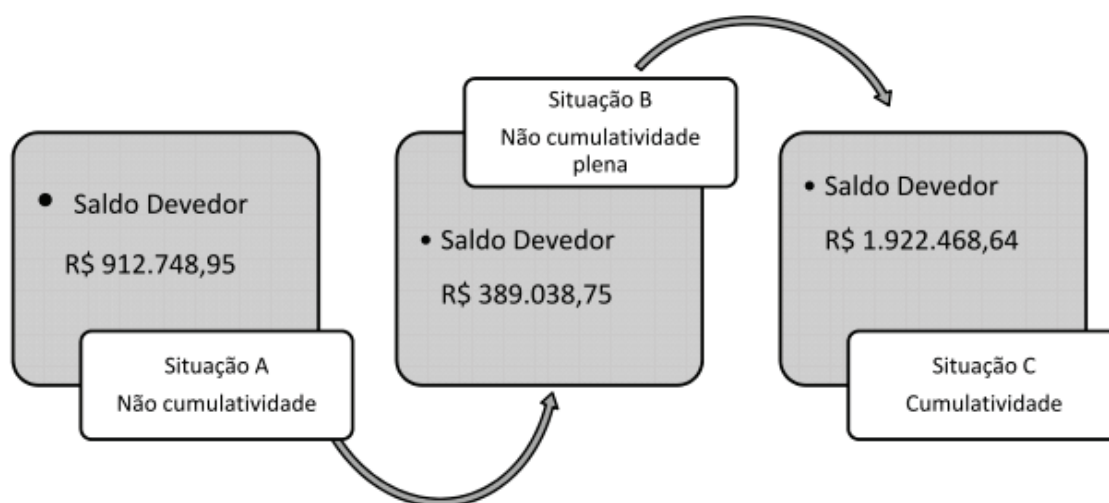 • Saldo Devedor
R$ 912.748,95
Situação A
Não cumulatividade
Situação B
Não cumulatividade
plena
• Saldo Devedor
R$ 389.038,75
• Saldo Devedor
R$ 1.922.468,64
Situação C
Cumulatividade